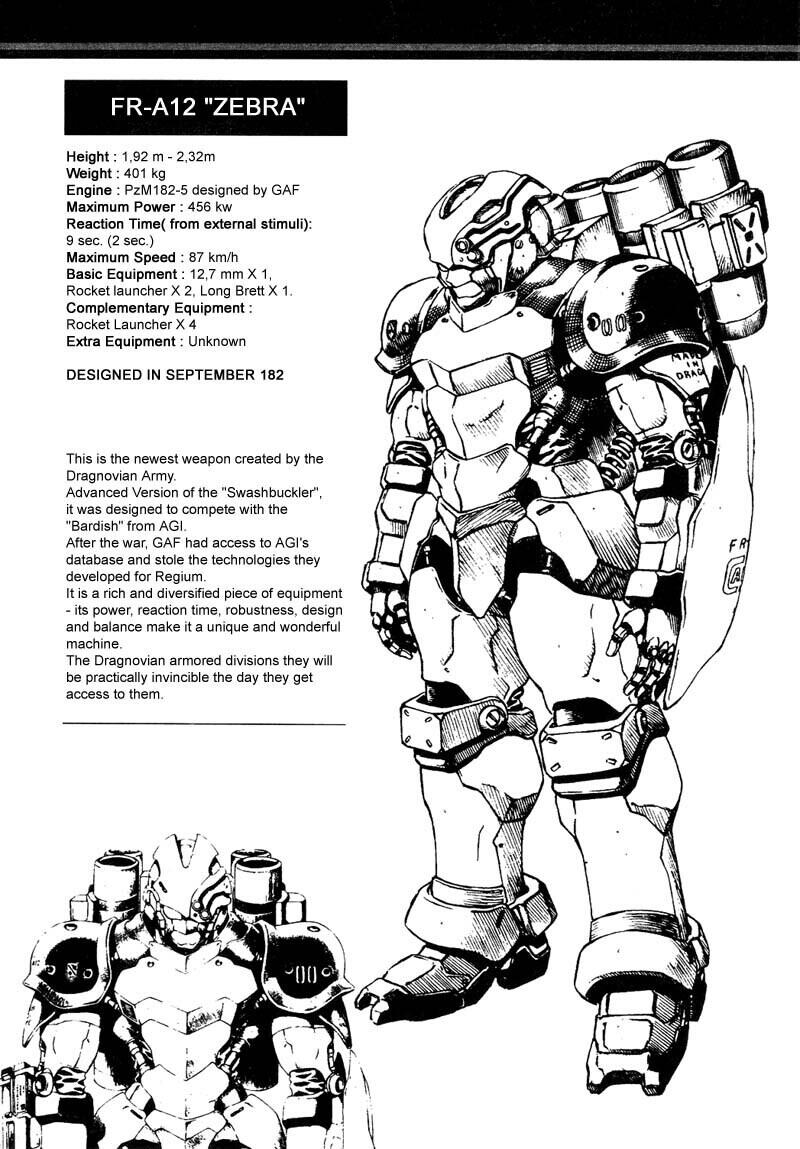 FR-A12 "ZEBRA"
Height : 1,92 m - 2,32m
Weight : 401 kg
Engine : PzM182-5 designed by GAF
Maximum Power : 456 kw
Reaction Time( from external stimuli):
9 sec. (2 sec.)
Maximum Speed : 87 km/h
Basic Equipment : 12,7 mm X 1,
Rocket launcher X 2, Long Brett X 1.
Complementary Equipment :
Rocket Launcher X 4
Extra Equipment : Unknown
DESIGNED IN SEPTEMBER 182
This is the newest weapon created by the
Dragnovian Army.
Advanced Version of the "Swashbuckler",
it was designed to compete with the
"Bardish" from AGI.
After the war, GAF had access to AGI's
database and stole the technologies they
developed for Regium.
It is a rich and diversified piece of equipment
- its power, reaction time, robustness, design
and balance make it a unique and wonderful
machine.
The Dragnovian armored divisions they will
be practically invincible the day they get
access to them.
MADE
IN
DRAG
FR